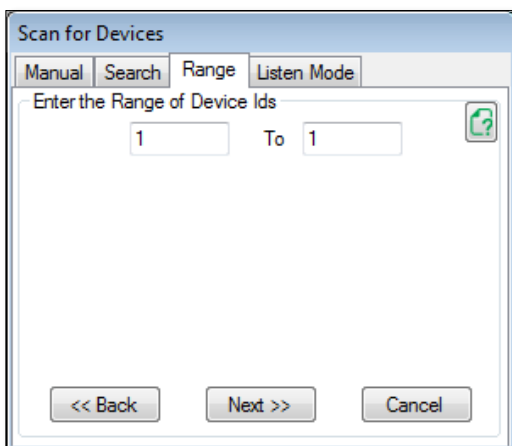 Scan for Devices
Manual Search Range Listen Mode
Enter the Range of Device Ids
1 To 1
<< Back Next >> Cancel